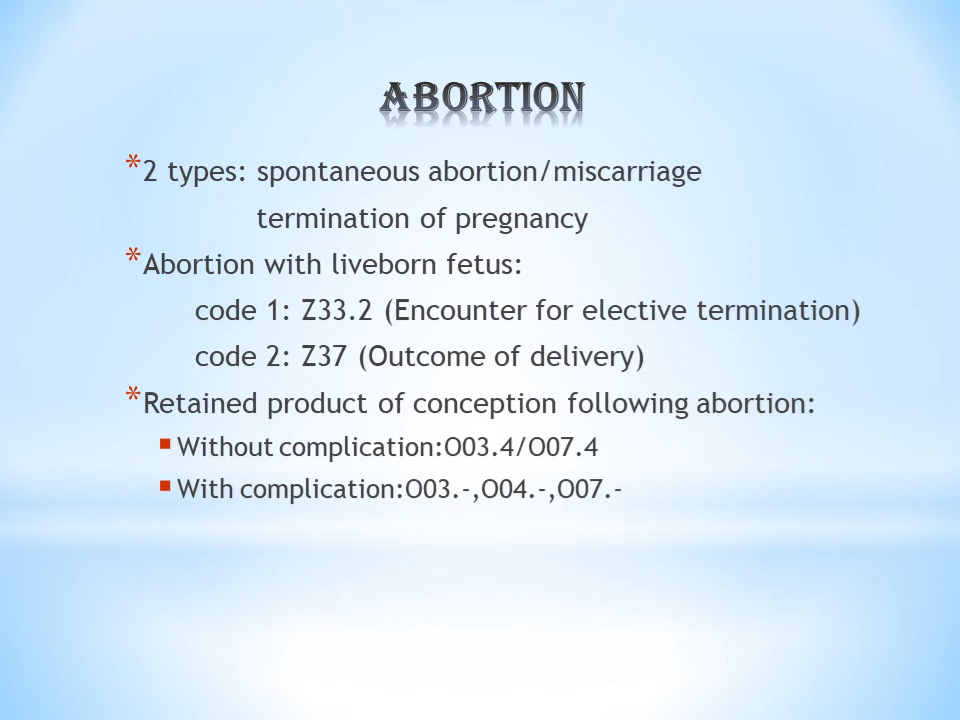 ABORTION
* 2 types: spontaneous abortion/miscarriage
termination of pregnancy
* Abortion with liveborn fetus:
code 1: Z33.2 (Encounter for elective termination)
code 2: Z37 (Outcome of delivery)
* Retained product of conception following abortion:
▪ Without complication:O03.4/O07.4
▪ With complication:O03.-,O04.-,O07.-